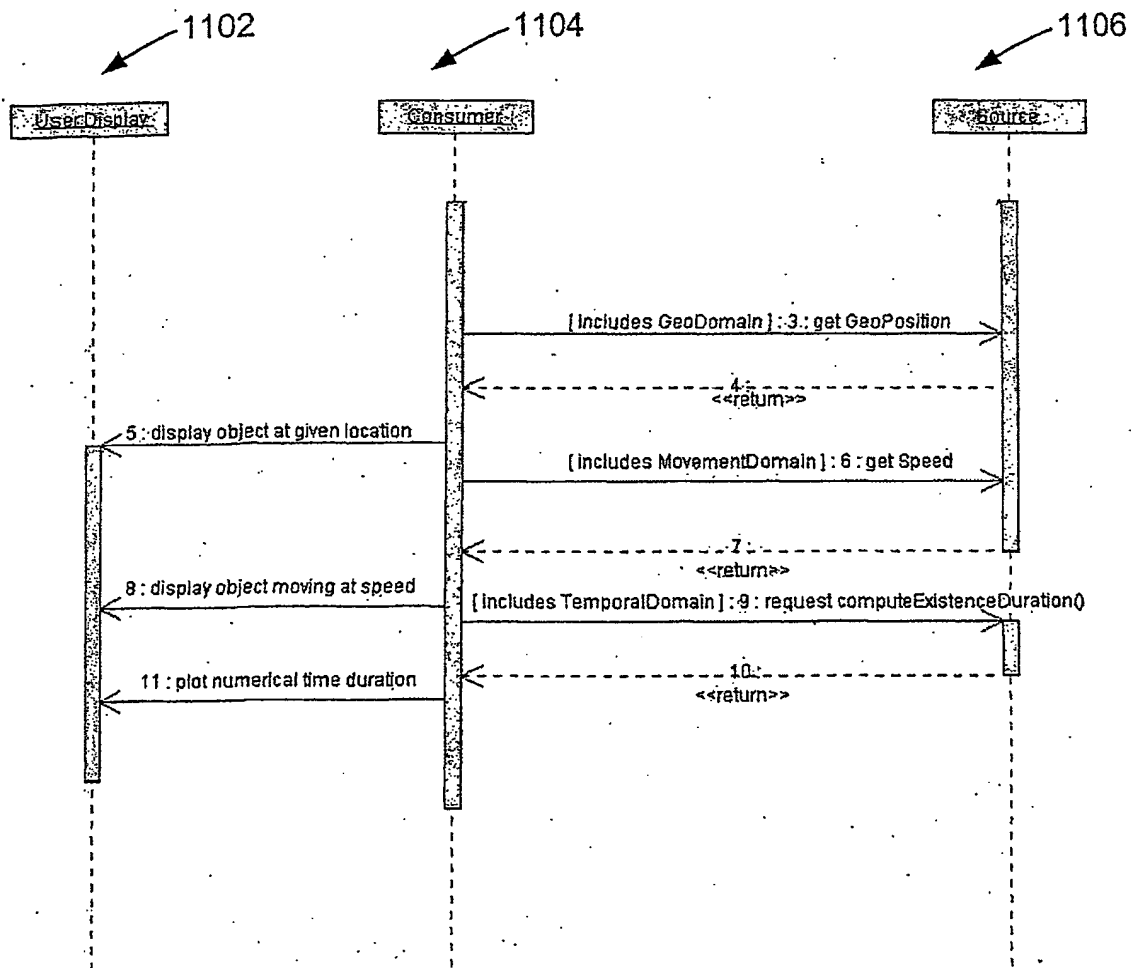 1102
1104
1106
User Display
Consumer
Source
[ includes GeoDomain ] : 3 : get GeoPosition
4 :
<<return>>
5 : display object at given location
[ includes MovementDomain ] : 6 : get Speed
7 :
<<return>>
8 : display object moving at speed
[ includes TemporalDomain ] : 9 : request computeExistenceDuration()
10 :
<<return>>
11 : plot numerical time duration